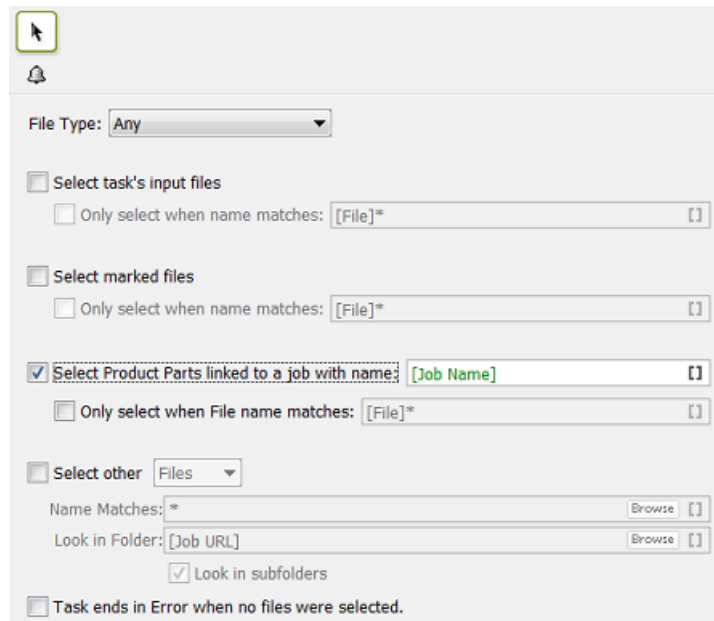 File Type: Any
Select task's input files
Only select when name matches: [File]* []
Select marked files
Only select when name matches: [File]* []
Select Product Parts linked to a job with name: [Job Name] []
Only select when File name matches: [File]* []
Select other Files
Name Matches: * Browse []
Look in Folder: [Job URL] Browse []
Look in subfolders
Task ends in Error when no files were selected.